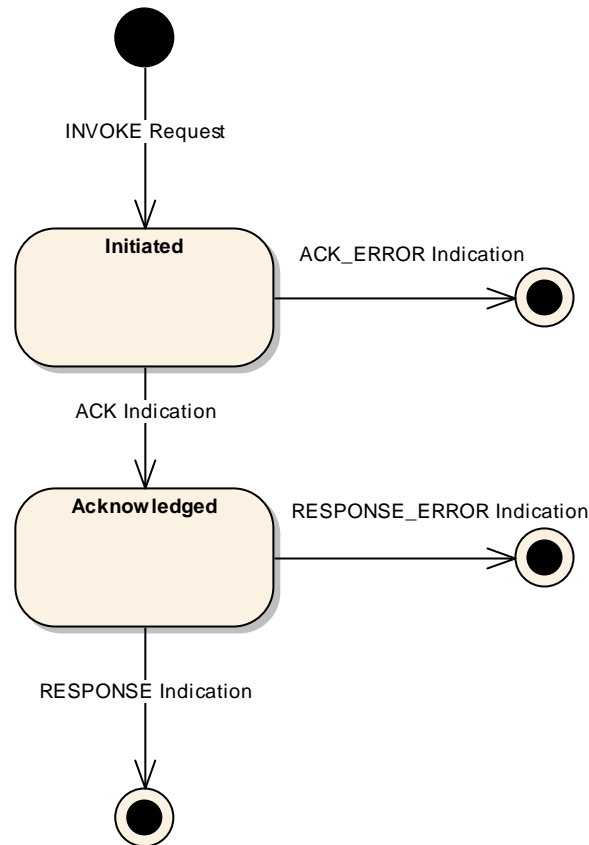 INVOKE Request
Initiated
ACK_ERROR Indication
ACK Indication
Acknowledged
RESPONSE_ERROR Indication
RESPONSE Indication